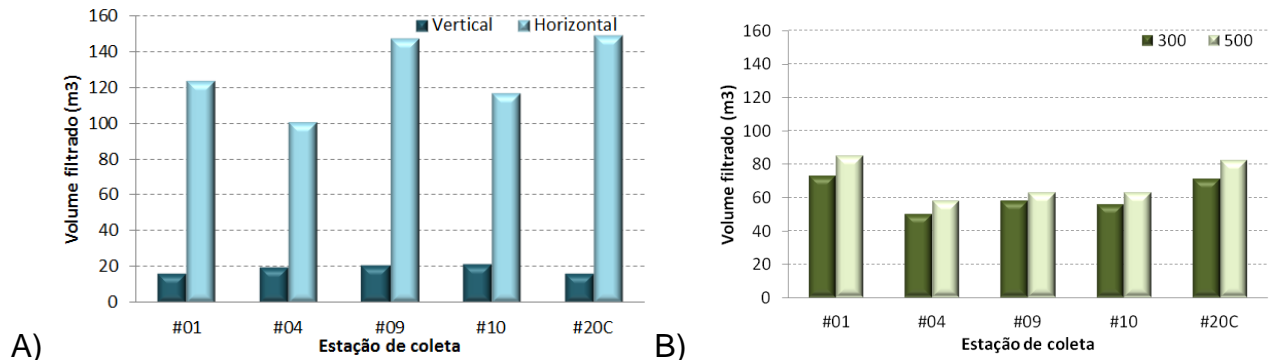 Vertical Horizontal
160
140
120
100
80
60
40
20
0
Volume filtrado (m3)
#01 #04 #09 #10 #20C
Estação de coleta
A)
300 500
160
140
120
100
80
60
40
20
0
Volume filtrado (m3)
#01 #04 #09 #10 #20C
Estação de coleta
B)